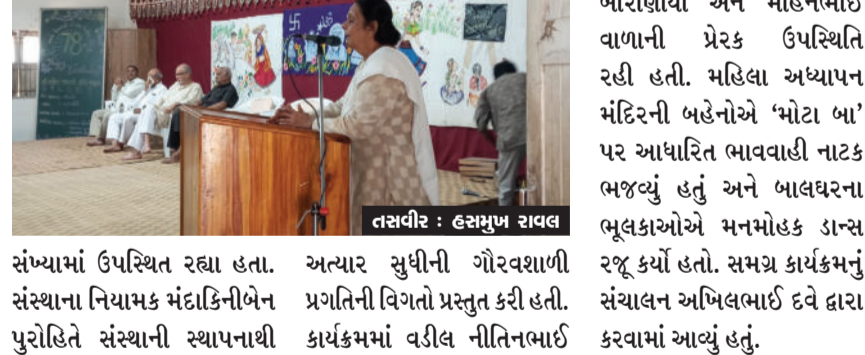 78
તસવીર : હસમુખ રાવલ
સંખ્યામાં ઉપસ્થિત રહ્યા હતા.
સંસ્થાના નિયામક મંદાકિનીબેન
પુરોહિતે સંસ્થાની સ્થાપનાથી
અત્યાર સુધીની ગૌરવશાળી
પ્રગતિની વિગતો પ્રસ્તુત કરી હતી.
કાર્યક્રમમાં વડીલ નીતિનભાઈ
બારૈણીયા અને મોહનભાઈ
વાળાની પ્રેરક ઉપસ્થિતિ
રહી હતી. મહિલા અધ્યાપન
મંદિરની બહેનોએ ‘મોટા બા’
પર આધારિત ભાવવાહી નાટક
ભજવ્યું હતું અને બાલઘરના
ભૂલકાઓએ મનમોહક ડાન્સ
રજૂ કર્યો હતો. સમગ્ર કાર્યક્રમનું
સંચાલન અખિલભાઈ દવે દ્વારા
કરવામાં આવ્યું હતું.